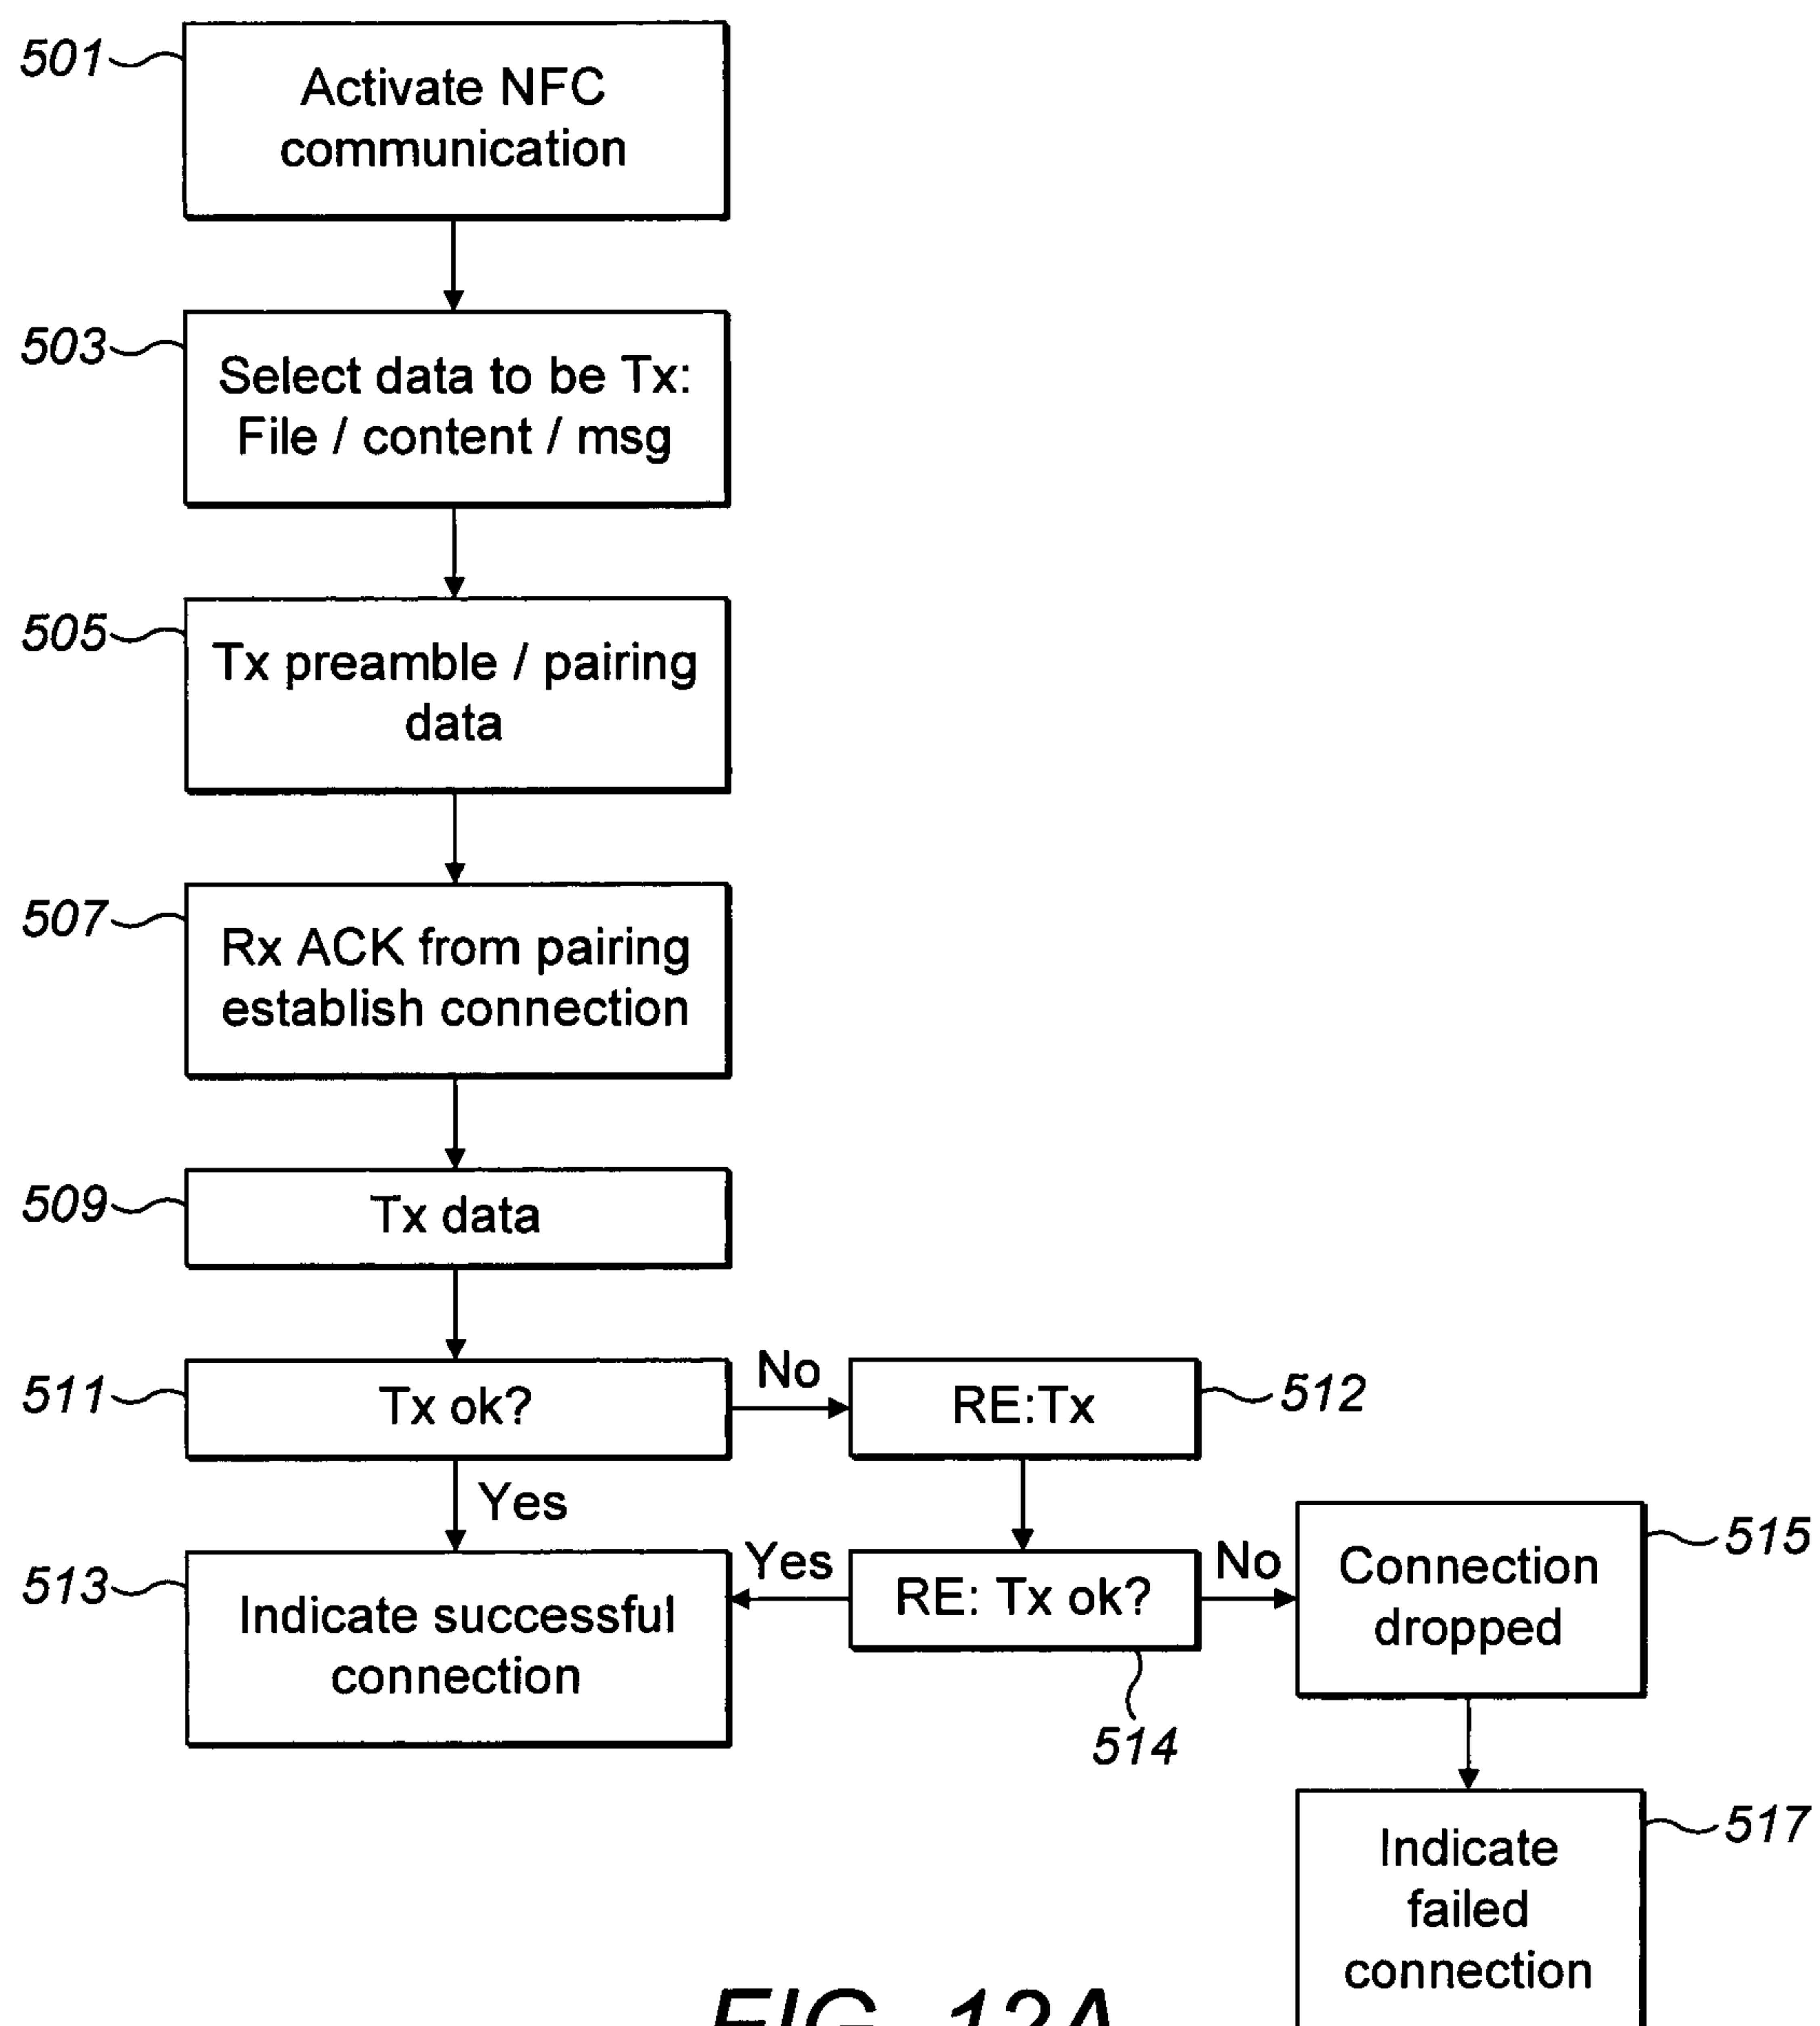 501
Activate NFC
communication
503
Select data to be Tx:
File / content / msg
505
Tx preamble / pairing
data
507
Rx ACK from pairing
establish connection
509
Tx data
511
Tx ok?
No
RE:Tx
512
Yes
513
Indicate successful
connection
Yes
RE: Tx ok?
514
No
Connection
dropped
515
Indicate
failed
connection
517
FIG. 12A